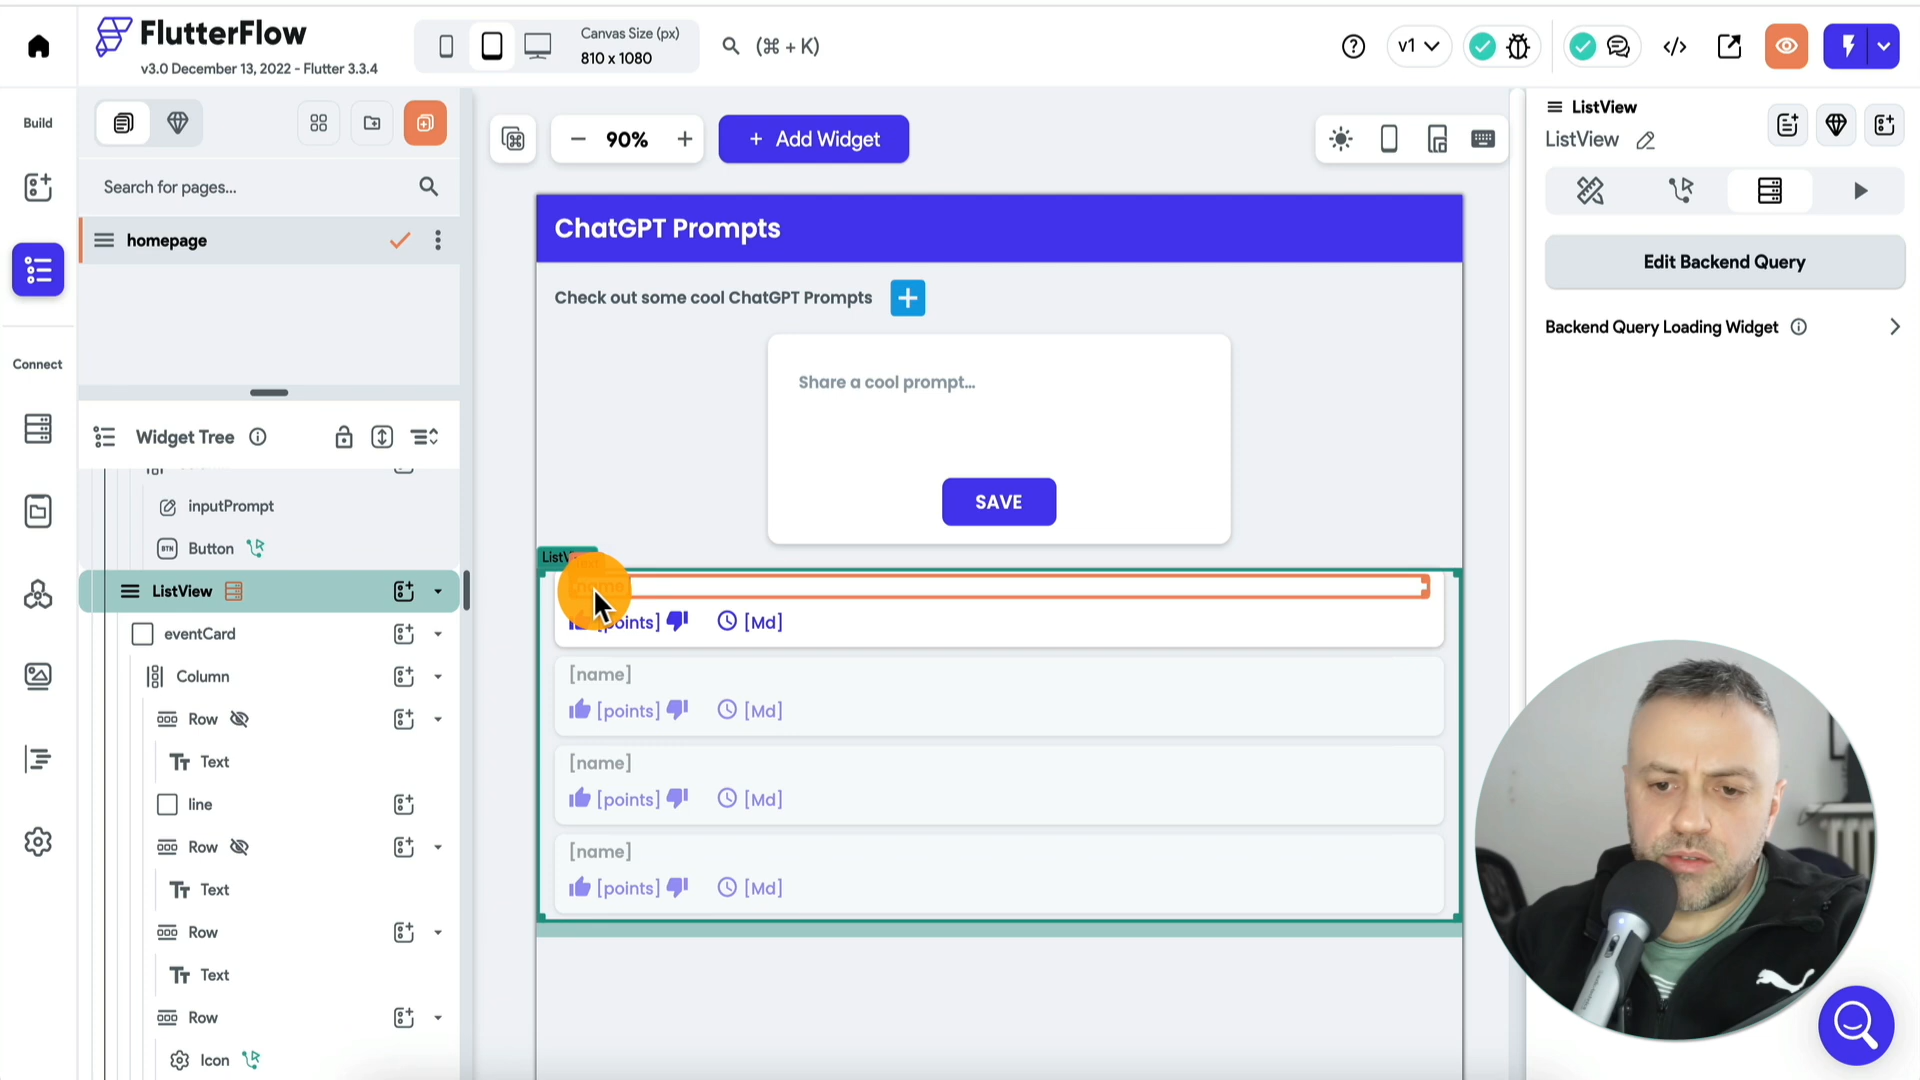 FlutterFlow
v3.0 December 13, 2022 - Flutter 3.3.4
Canvas Size (px)
810 x 1080
(⌘ + K)
v1
Build
Search for pages...
homepage
Connect
Widget Tree
inputPrompt
BTN Button
ListView
eventCard
Column
Row
Text
line
Row
Text
Row
Text
Row
Icon
90%
+ Add Widget
ChatGPT Prompts
Check out some cool ChatGPT Prompts
Share a cool prompt...
SAVE
[points] [Md]
[name]
[points] [Md]
[name]
[points] [Md]
[name]
[points] [Md]
ListView
ListView
Edit Backend Query
Backend Query Loading Widget